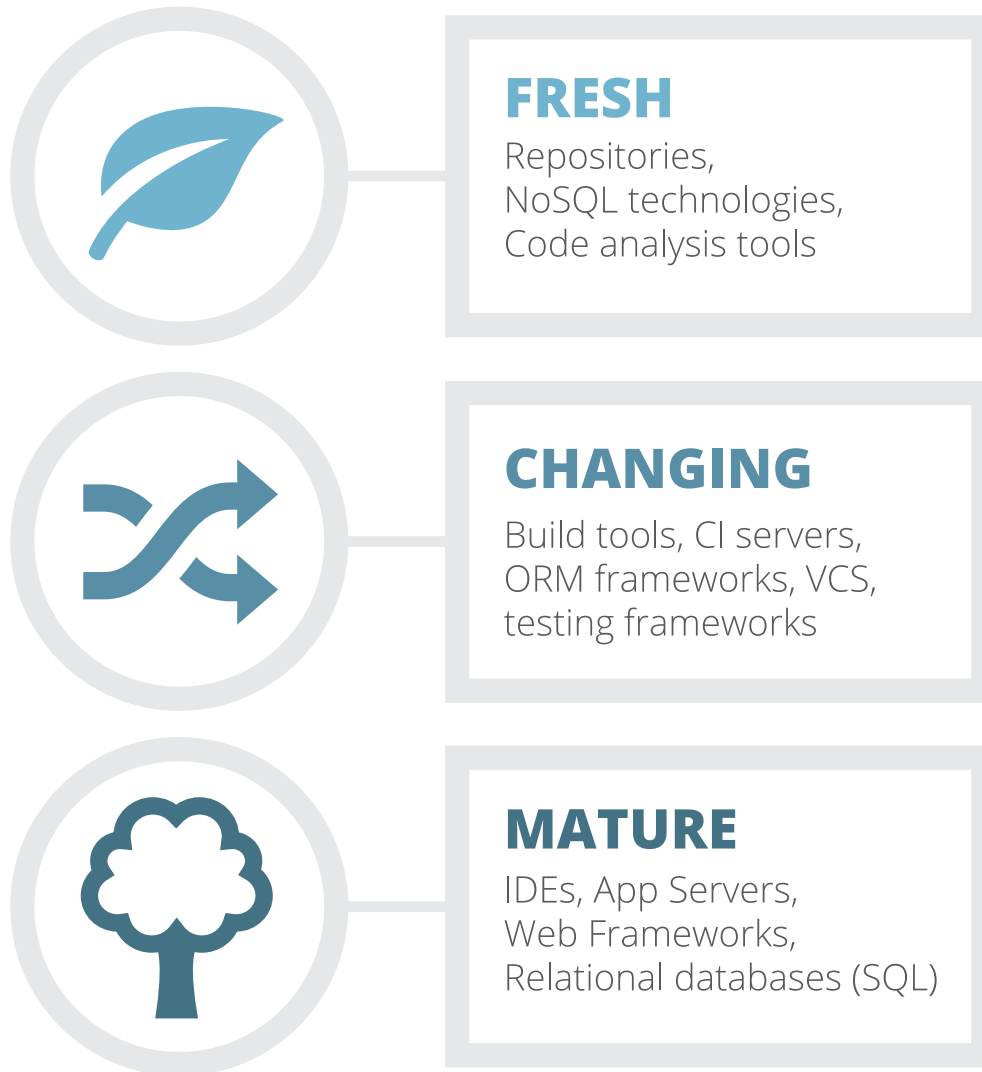 FRESH
Repositories,
NoSQL technologies,
Code analysis tools
CHANGING
Build tools, CI servers,
ORM frameworks, VCS,
testing frameworks
MATURE
IDEs, App Servers,
Web Frameworks,
Relational databases (SQL)